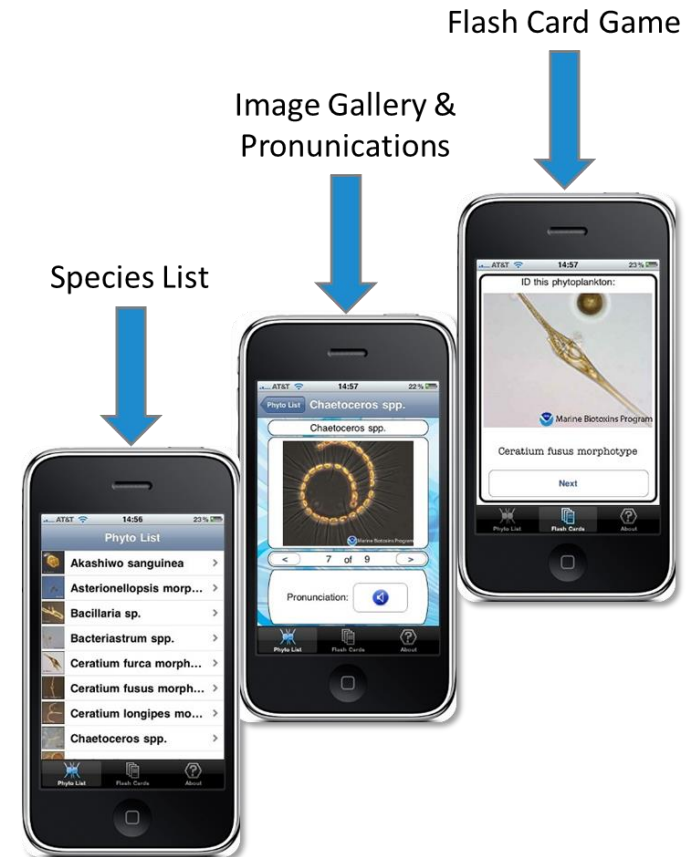 Flash Card Game
Image Gallery &
Pronunications
Species List
AT&T 14:57 23%
ID this phytoplankton:
Marine Biotoxins Program
Ceratium fusus morphotype
Next
Phyto List Flash Cards About
AT&T 14:57 22%
Phyto List Chaetoceros spp.
Chaetoceros spp.
Marine Biotoxins Program
< 7 of 9 >
Pronunciation:
Phyto List Flash Cards About
AT&T 14:56 23%
Phyto List
Akashiwo sanguinea >
Asterionellopsis morp... >
Bacillaria sp. >
Bacteriastrum spp. >
Ceratium furca morph... >
Ceratium fusus morph... >
Ceratium longipes mo... >
Chaetoceros spp. >
Phyto List Flash Cards About